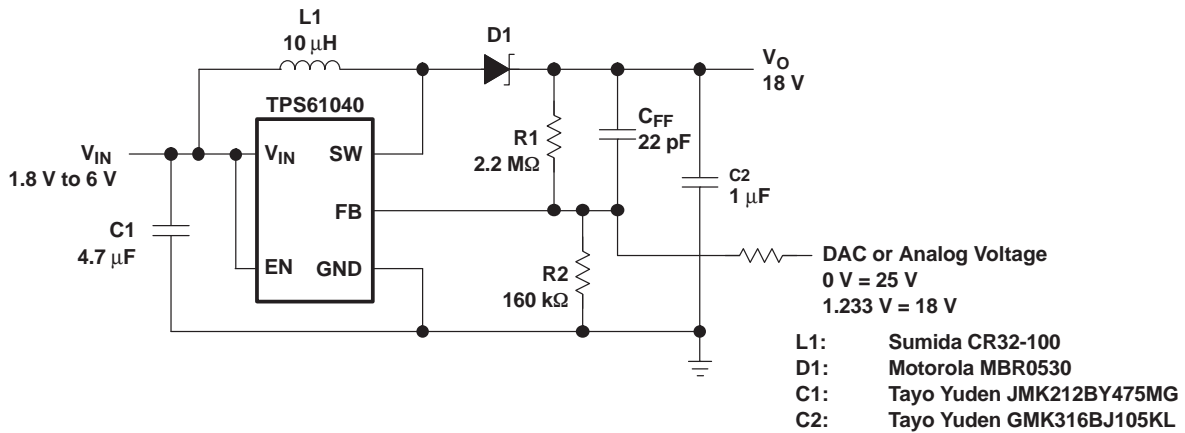 L1
10 μH
D1
VO
18 V
TPS61040
VIN
1.8 V to 6 V
VIN
SW
FB
EN
GND
R1
2.2 MΩ
CFF
22 pF
C2
1 μF
C1
4.7 μF
R2
160 kΩ
DAC or Analog Voltage
0 V = 25 V
1.233 V = 18 V
L1: Sumida CR32-100
D1: Motorola MBR0530
C1: Tayo Yuden JMK212BY475MG
C2: Tayo Yuden GMK316BJ105KL